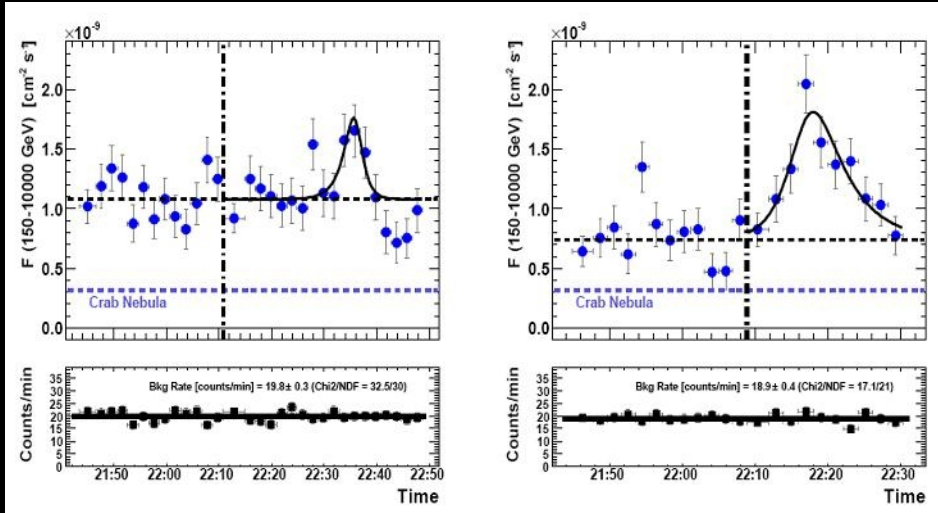 ×10⁻⁹
F (150-10000 GeV) [cm⁻² s⁻¹]
2.0
1.5
1.0
0.5
0.0
Crab Nebula
Counts/min
35
30
25
20
15
10
5
0
Bkg Rate [counts/min] = 19.8± 0.3 (Chi2/NDF = 32.5/30)
21:50 22:00 22:10 22:20 22:30 22:40 22:50
Time
×10⁻⁹
F (150-10000 GeV) [cm⁻² s⁻¹]
2.0
1.5
1.0
0.5
0.0
Crab Nebula
Counts/min
35
30
25
20
15
10
5
0
Bkg Rate [counts/min] = 18.9± 0.4 (Chi2/NDF = 17.1/21)
21:50 22:00 22:10 22:20 22:30
Time